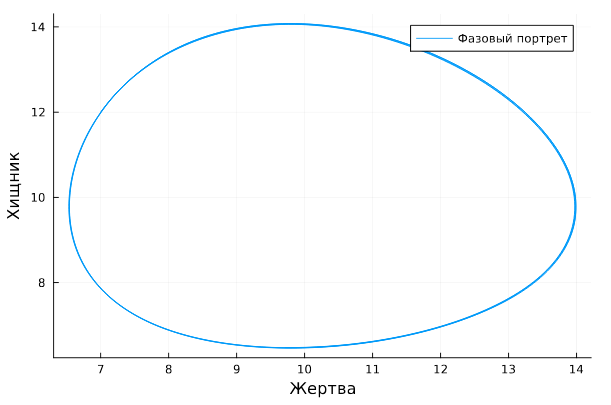 14
Фазовый портрет
12
Хищник
10
8
7 8 9 10 11 12 13 14
Жертва